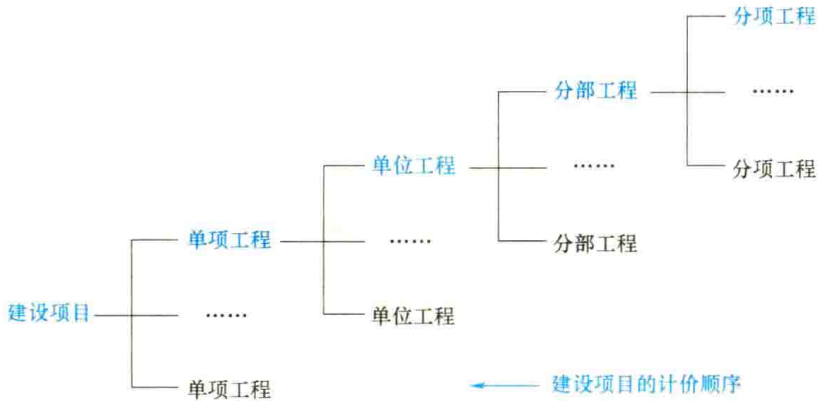 分项工程
分部工程
……
分项工程
单位工程
……
分部工程
单项工程
……
单位工程
建设项目
……
单项工程
建设项目的计价顺序